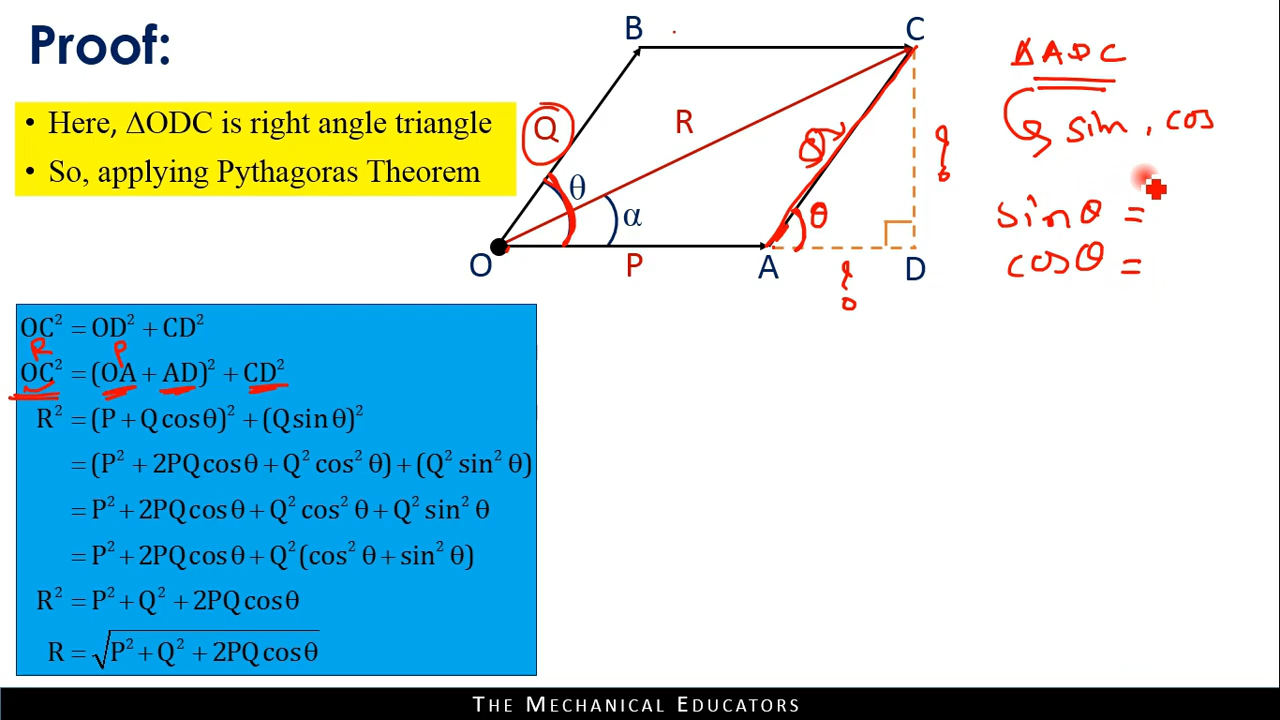 Proof:
• Here, ΔODC is right angle triangle
• So, applying Pythagoras Theorem
B
C
Q
R
θ
α
O
P
A
D
Q
θ
?
?
ΔADC
sin, cos
sinθ =
cosθ =
OC² = OD² + CD²
R
P
OC² = (OA + AD)² + CD²
R² = (P + Q cos θ)² + (Q sin θ)²
= (P² + 2PQ cos θ + Q² cos² θ) + (Q² sin² θ)
= P² + 2PQ cos θ + Q² cos² θ + Q² sin² θ
= P² + 2PQ cos θ + Q² (cos² θ + sin² θ)
R² = P² + Q² + 2PQ cos θ
R = √P² + Q² + 2PQ cos θ
THE MECHANICAL EDUCATORS